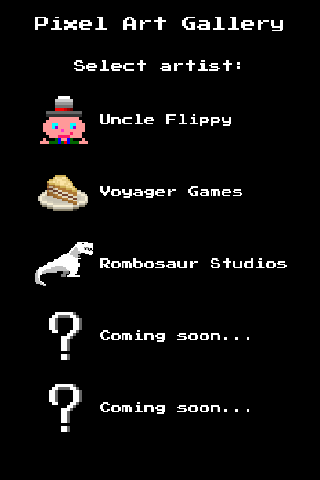 Pixel Art Gallery
Select artist:
Uncle Flippy
Voyager Games
Rombosaur Studios
Coming soon...
Coming soon...